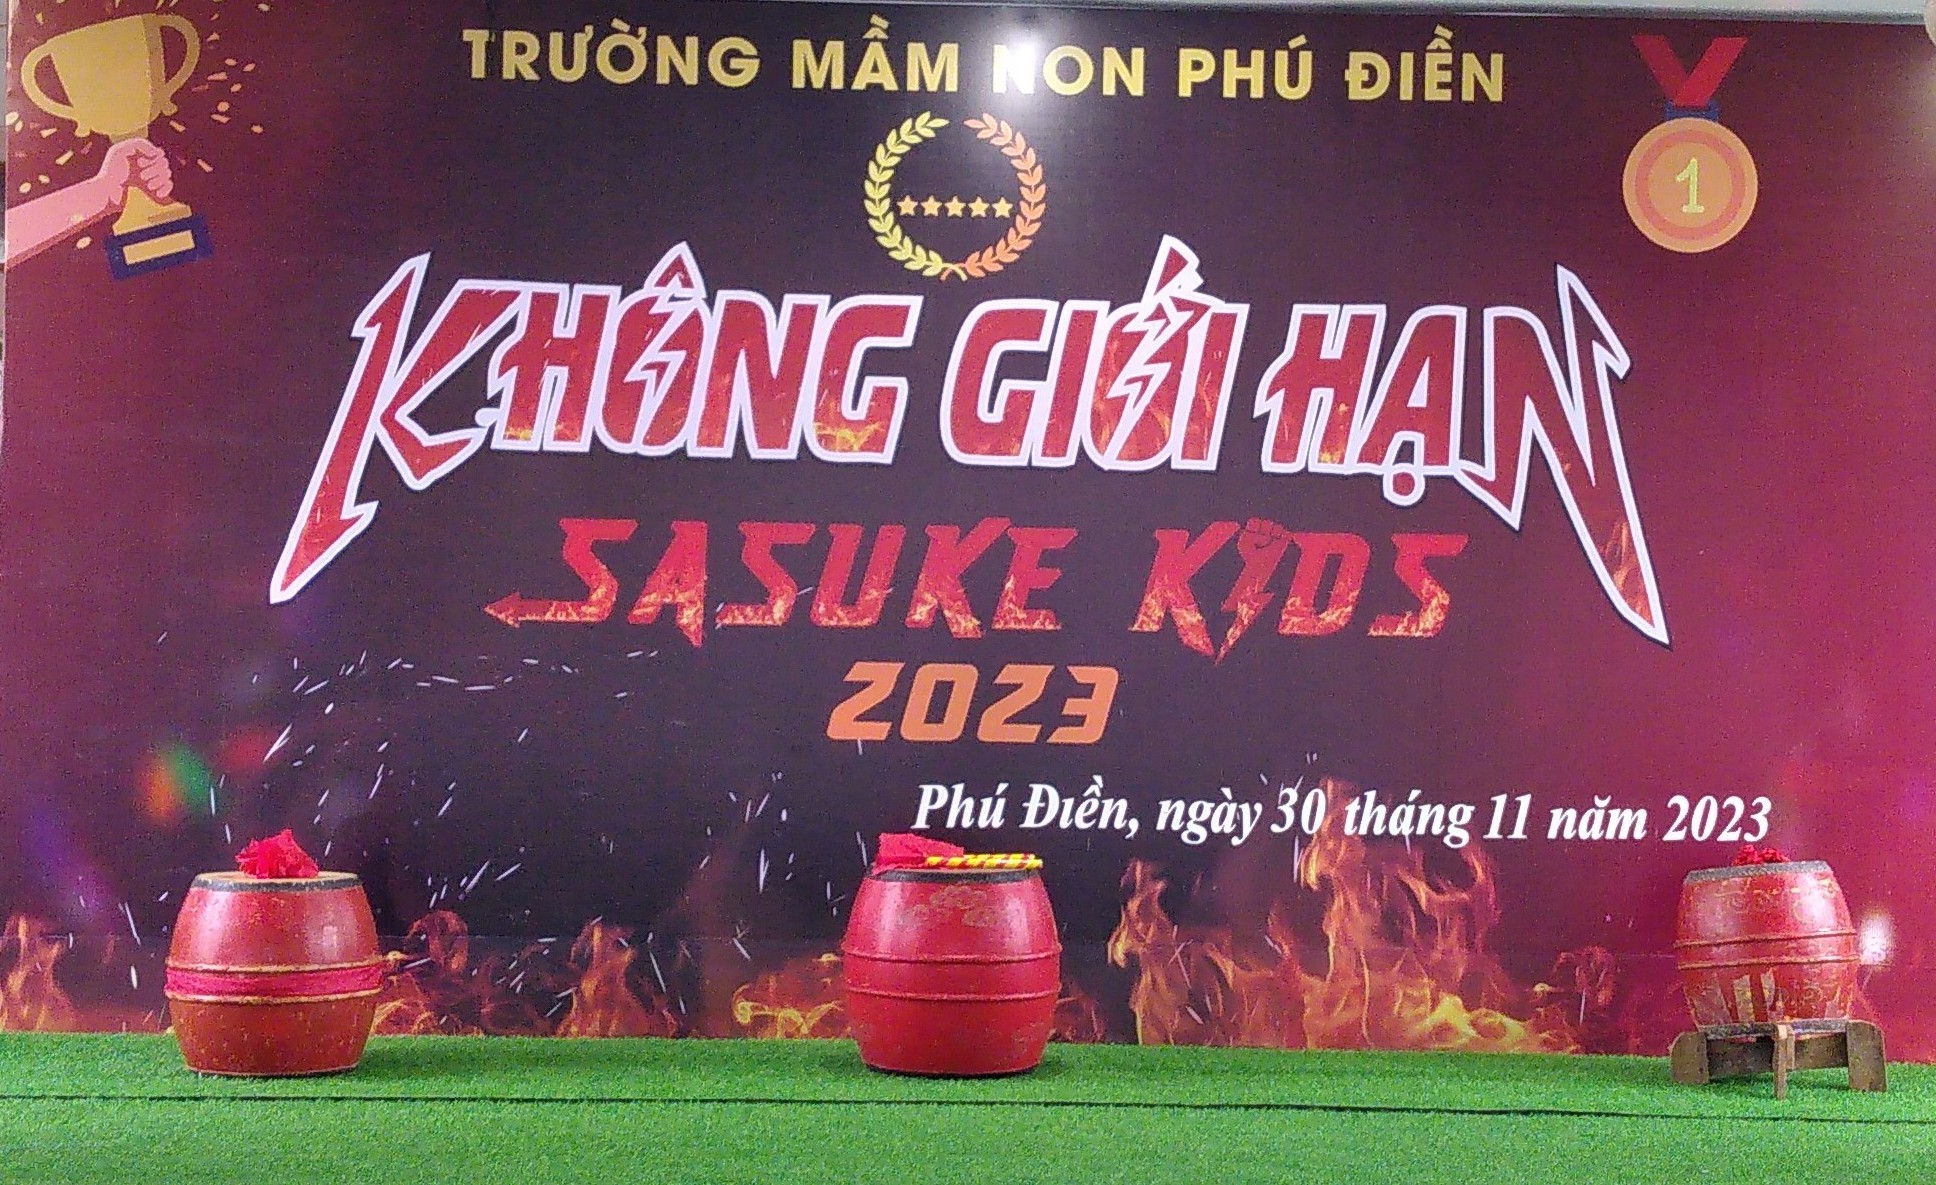 TRƯỜNG MẦM NON PHÚ ĐIỀN
1
KHÔNG GIỚI HẠN
SASUKE KIDS
2023
Phú Điền, ngày 30 tháng 11 năm 2023